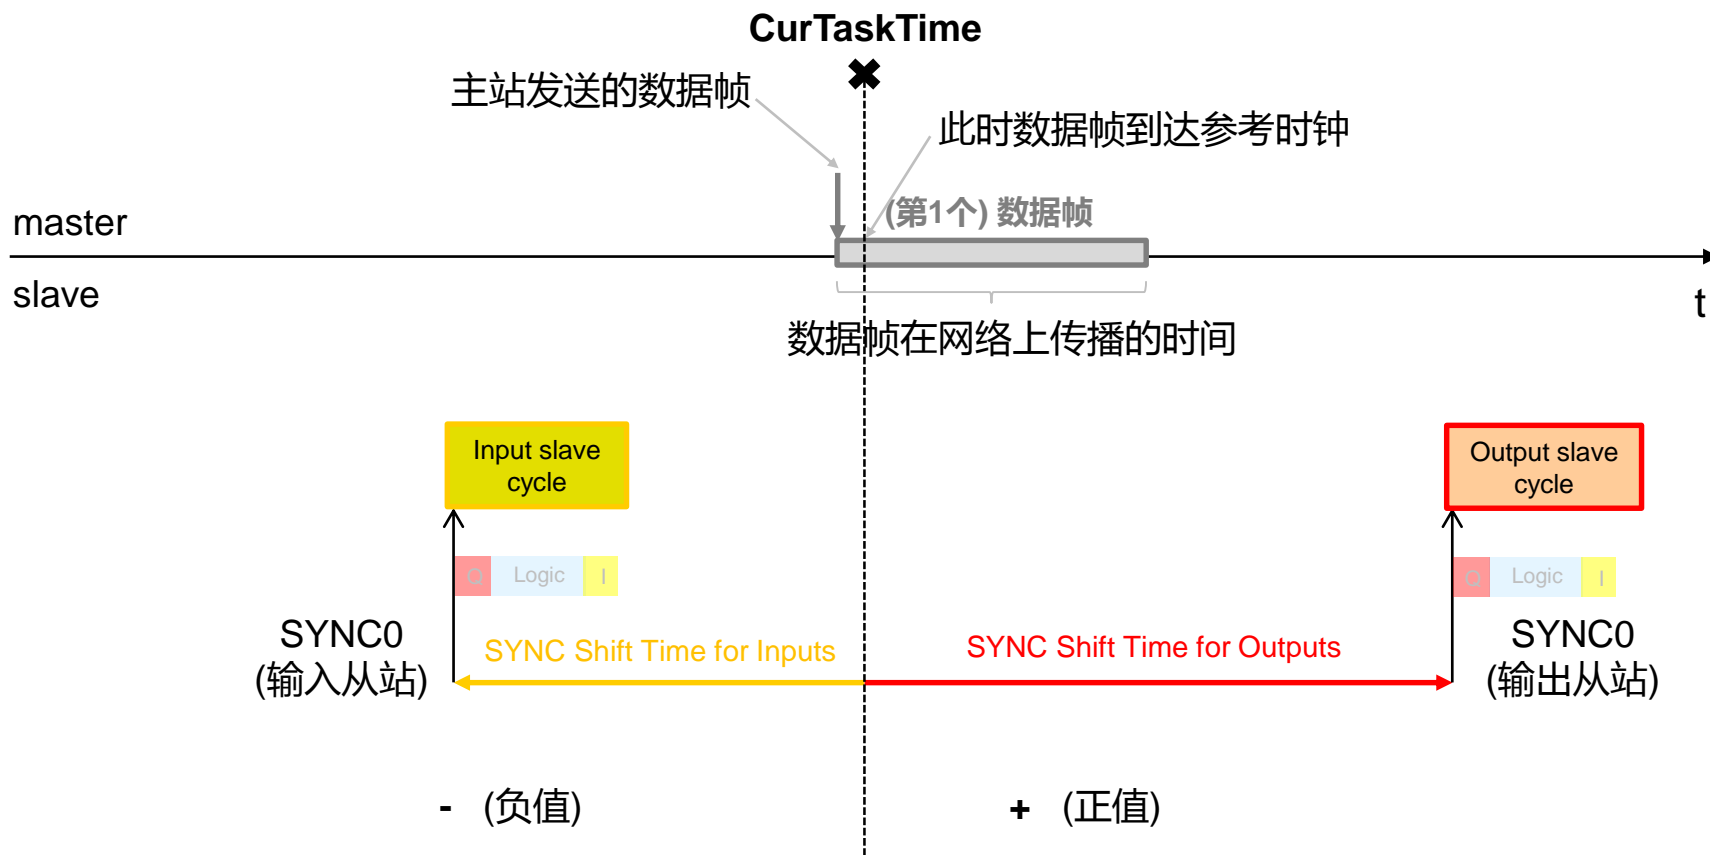 CurTaskTime
主站发送的数据帧
此时数据帧到达参考时钟
master
(第1个) 数据帧
slave
t
数据帧在网络上传播的时间
Input slave
cycle
Output slave
cycle
Q Logic I
Q Logic I
SYNC0
(输入从站)
SYNC Shift Time for Inputs
SYNC Shift Time for Outputs
SYNC0
(输出从站)
- (负值)
+ (正值)